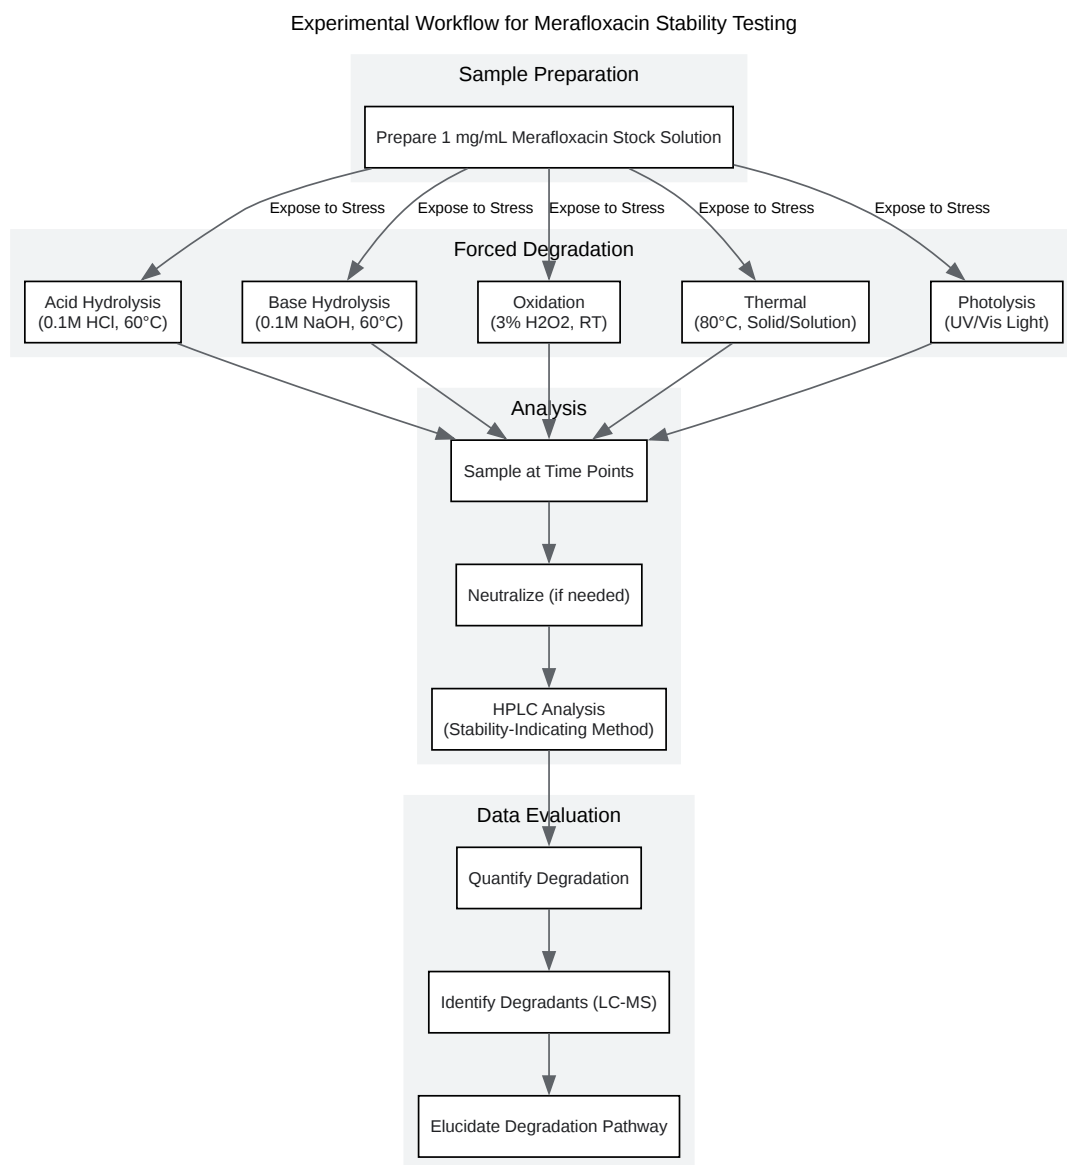 Experimental Workflow for Merafloxacin Stability Testing
Sample Preparation
Prepare 1 mg/mL Merafloxacin Stock Solution
Expose to Stress
Expose to Stress
Expose to Stress
Expose to Stress
Expose to Stress
Forced Degradation
Acid Hydrolysis
(0.1M HCl, 60°C)
Base Hydrolysis
(0.1M NaOH, 60°C)
Oxidation
(3% H2O2, RT)
Thermal
(80°C, Solid/Solution)
Photolysis
(UV/Vis Light)
Analysis
Sample at Time Points
Neutralize (if needed)
HPLC Analysis
(Stability-Indicating Method)
Data Evaluation
Quantify Degradation
Identify Degradants (LC-MS)
Elucidate Degradation Pathway